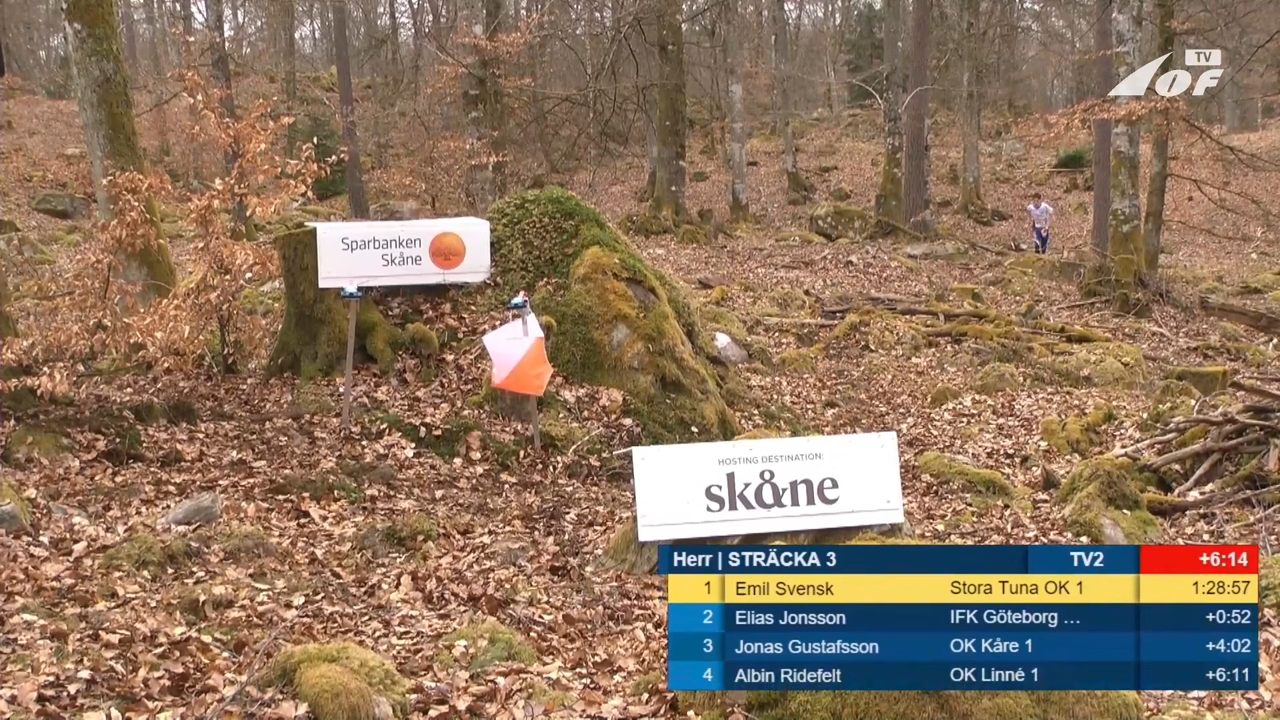 TV
OF
Sparbanken
Skåne
HOSTING DESTINATION:
sk&ne
Herr | STRÄCKA 3 TV2 +6:14
1 Emil Svensk Stora Tuna OK 1 1:28:57
2 Elias Jonsson IFK Göteborg ... +0:52
3 Jonas Gustafsson OK Kåre 1 +4:02
4 Albin Ridefelt OK Linné 1 +6:11